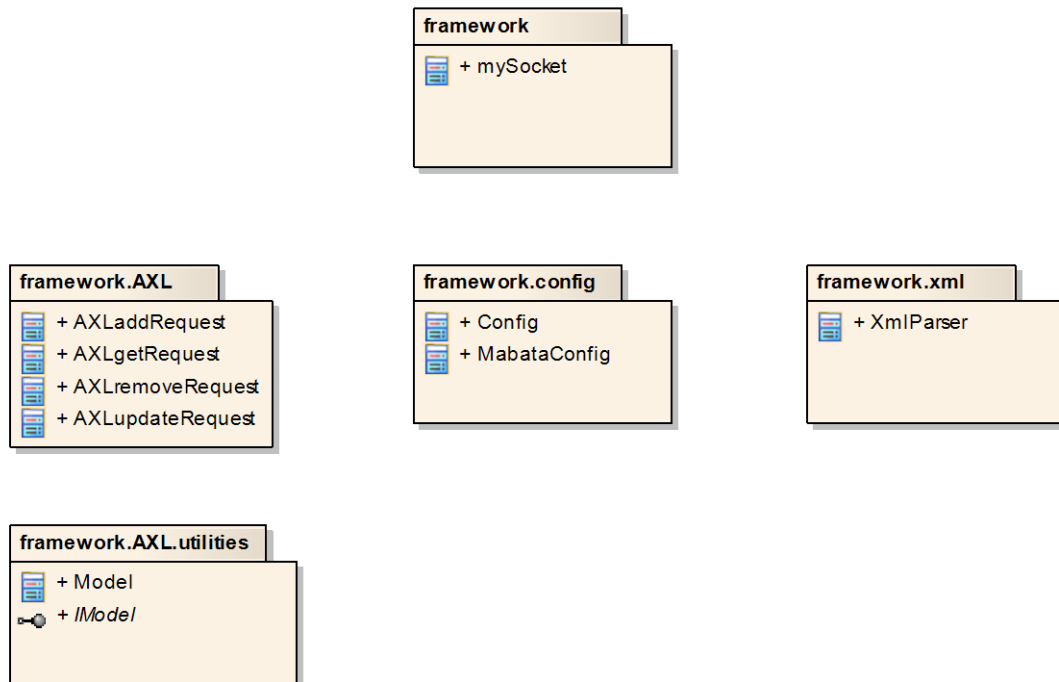 framework
+ mySocket
framework.AXL
+ AXLaddRequest
+ AXLgetRequest
+ AXLremoveRequest
+ AXLupdateRequest
framework.config
+ Config
+ MabataConfig
framework.xml
+ XmlParser
framework.AXL.utilities
+ Model
+ IModel